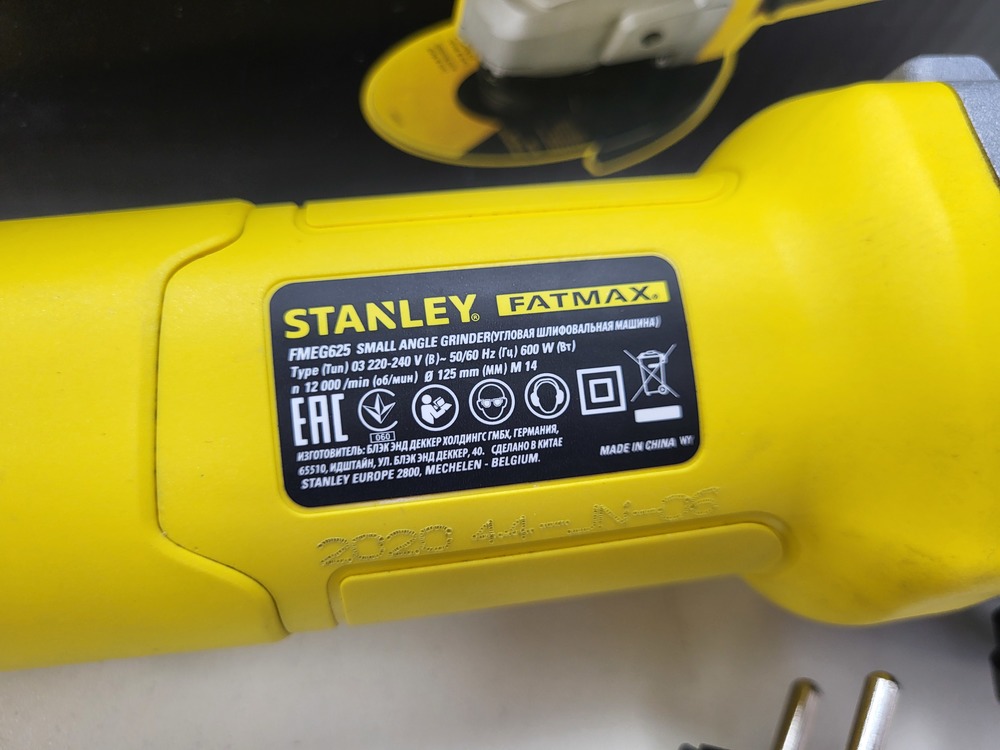 STANLEY® FATMAX®
FMEG625 SMALL ANGLE GRINDER(УГЛОВАЯ ШЛИФОВАЛЬНАЯ МАШИНА)
Type (Тип) 03 220-240 V (В)~ 50/60 Hz (Гц) 600 W (Вт)
n 12 000 /min (об/мин) Ø 125 mm (ММ) M 14
EAC
060
ИЗГОТОВИТЕЛЬ: БЛЭК ЭНД ДЕККЕР ХОЛДИНГС ГМБХ, ГЕРМАНИЯ,
65510, ИДШТАЙН, УЛ. БЛЭК ЭНД ДЕККЕР, 40. СДЕЛАНО В КИТАЕ
STANLEY EUROPE 2800, MECHELEN - BELGIUM.
MADE IN CHINA WY
2020 44-JN-06